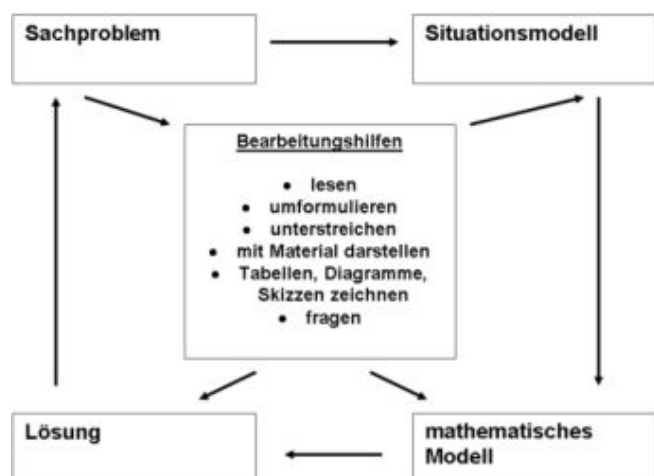 Sachproblem
Situationsmodell
Bearbeitungshilfen
• lesen
• umformulieren
• unterstreichen
• mit Material darstellen
• Tabellen, Diagramme,
Skizzen zeichnen
• fragen
Lösung
mathematisches
Modell